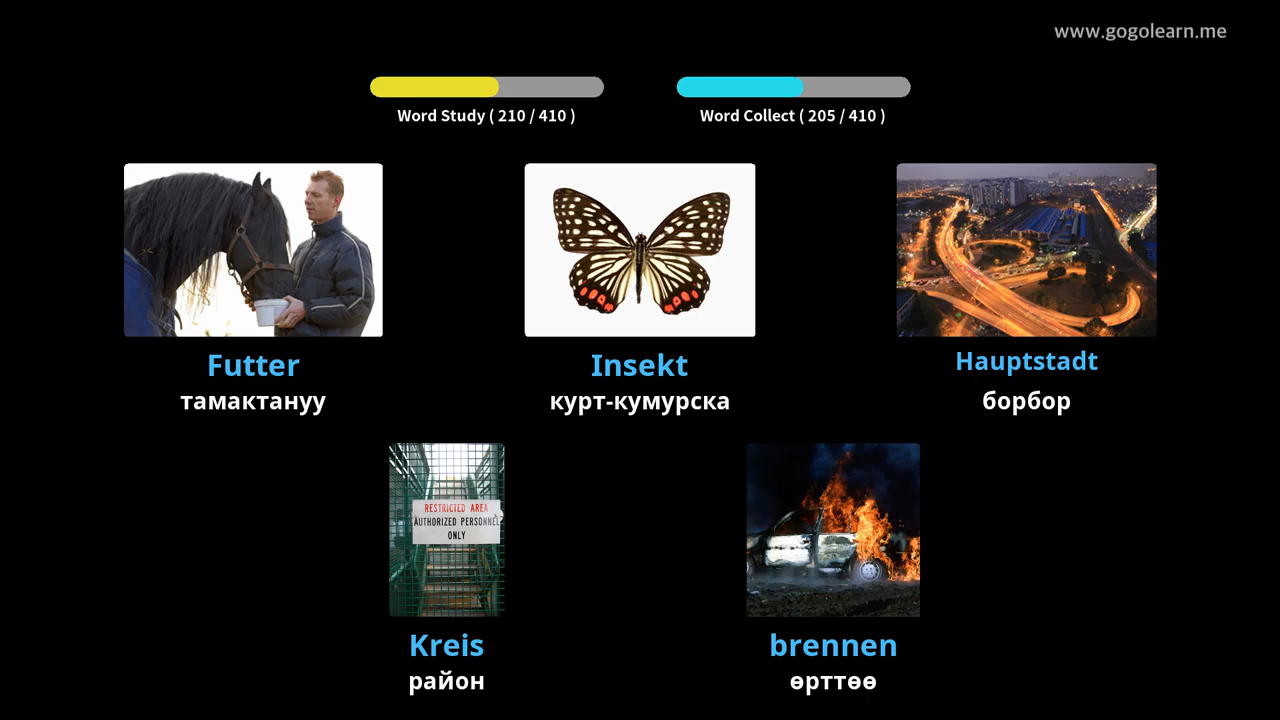 www.gogolearn.me
Word Study ( 210 / 410 )
Word Collect ( 205 / 410 )
Futter
тамактануу
Insekt
курт-кумурска
Hauptstadt
борбор
RESTRICTED AREA
AUTHORIZED PERSONNEL
ONLY
Kreis
район
brennen
өрттөө